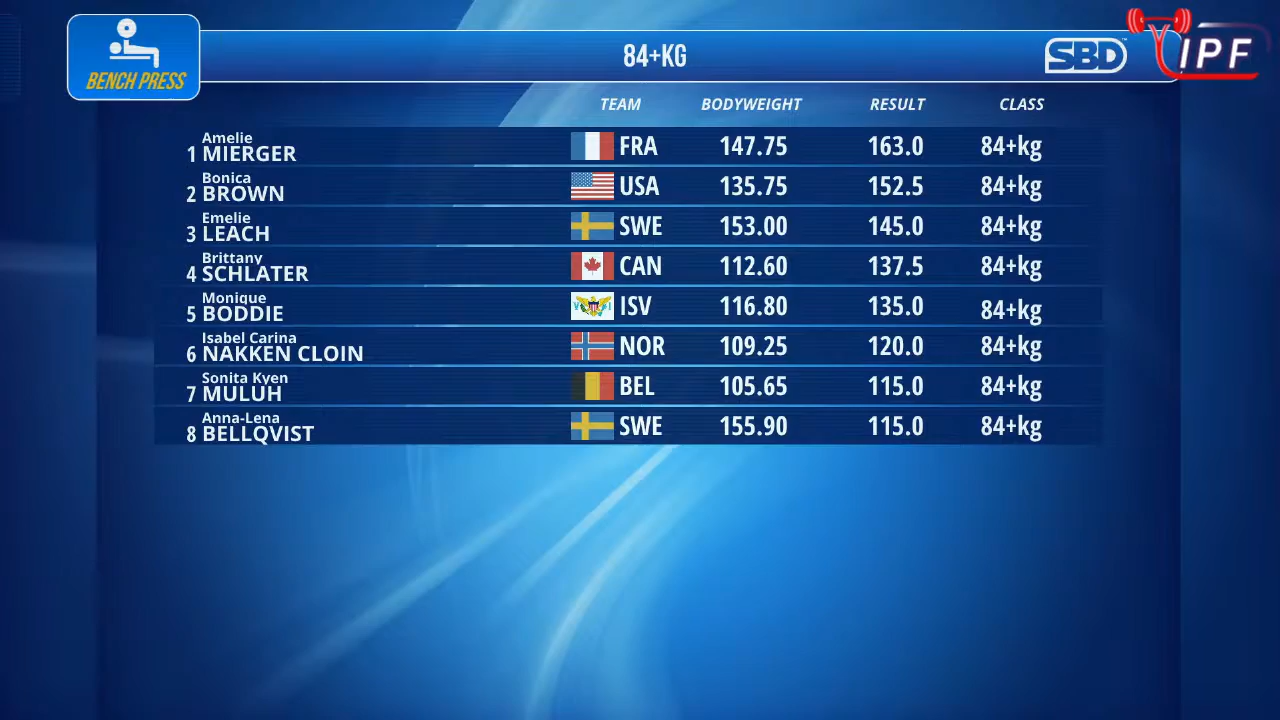 BENCH PRESS
84+KG
SBD
IPF
TEAM BODYWEIGHT RESULT CLASS
Amelie
1 MIERGER FRA 147.75 163.0 84+kg
Bonica
2 BROWN USA 135.75 152.5 84+kg
Emelie
3 LEACH SWE 153.00 145.0 84+kg
Brittany
4 SCHLATER CAN 112.60 137.5 84+kg
Monique
5 BODDIE ISV 116.80 135.0 84+kg
Isabel Carina
6 NAKKEN CLOIN NOR 109.25 120.0 84+kg
Sonita Kyen
7 MULUH BEL 105.65 115.0 84+kg
Anna-Lena
8 BELLQVIST SWE 155.90 115.0 84+kg